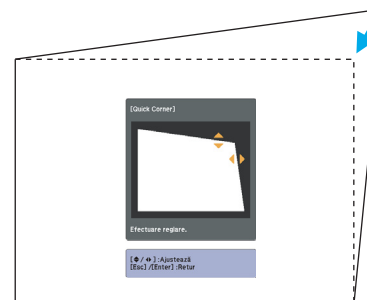 [Quick Corner]
Efectuare reglare.
[ / ] :Ajustează
[Esc] /[Enter] :Retur